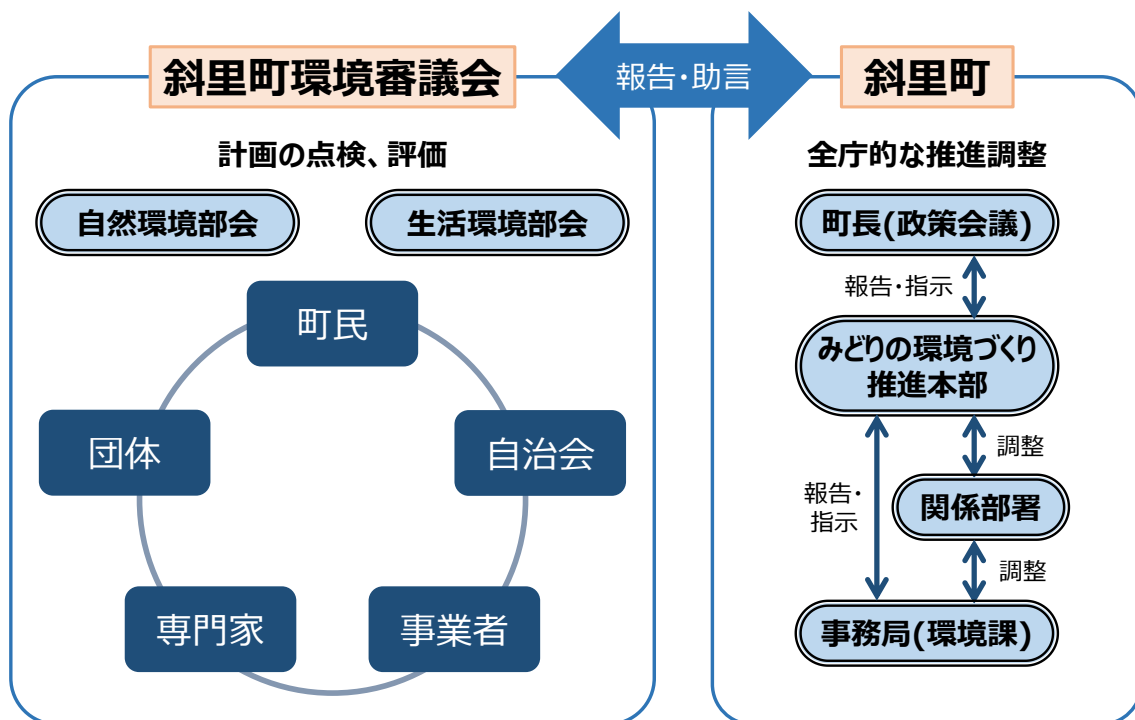 斜里町環境審議会
報告・助言
斜里町
計画の点検、評価
自然環境部会
生活環境部会
町民
団体
自治会
専門家
事業者
全庁的な推進調整
町長(政策会議)
報告・指示
みどりの環境づくり
推進本部
調整
報告・
指示
関係部署
調整
事務局(環境課)